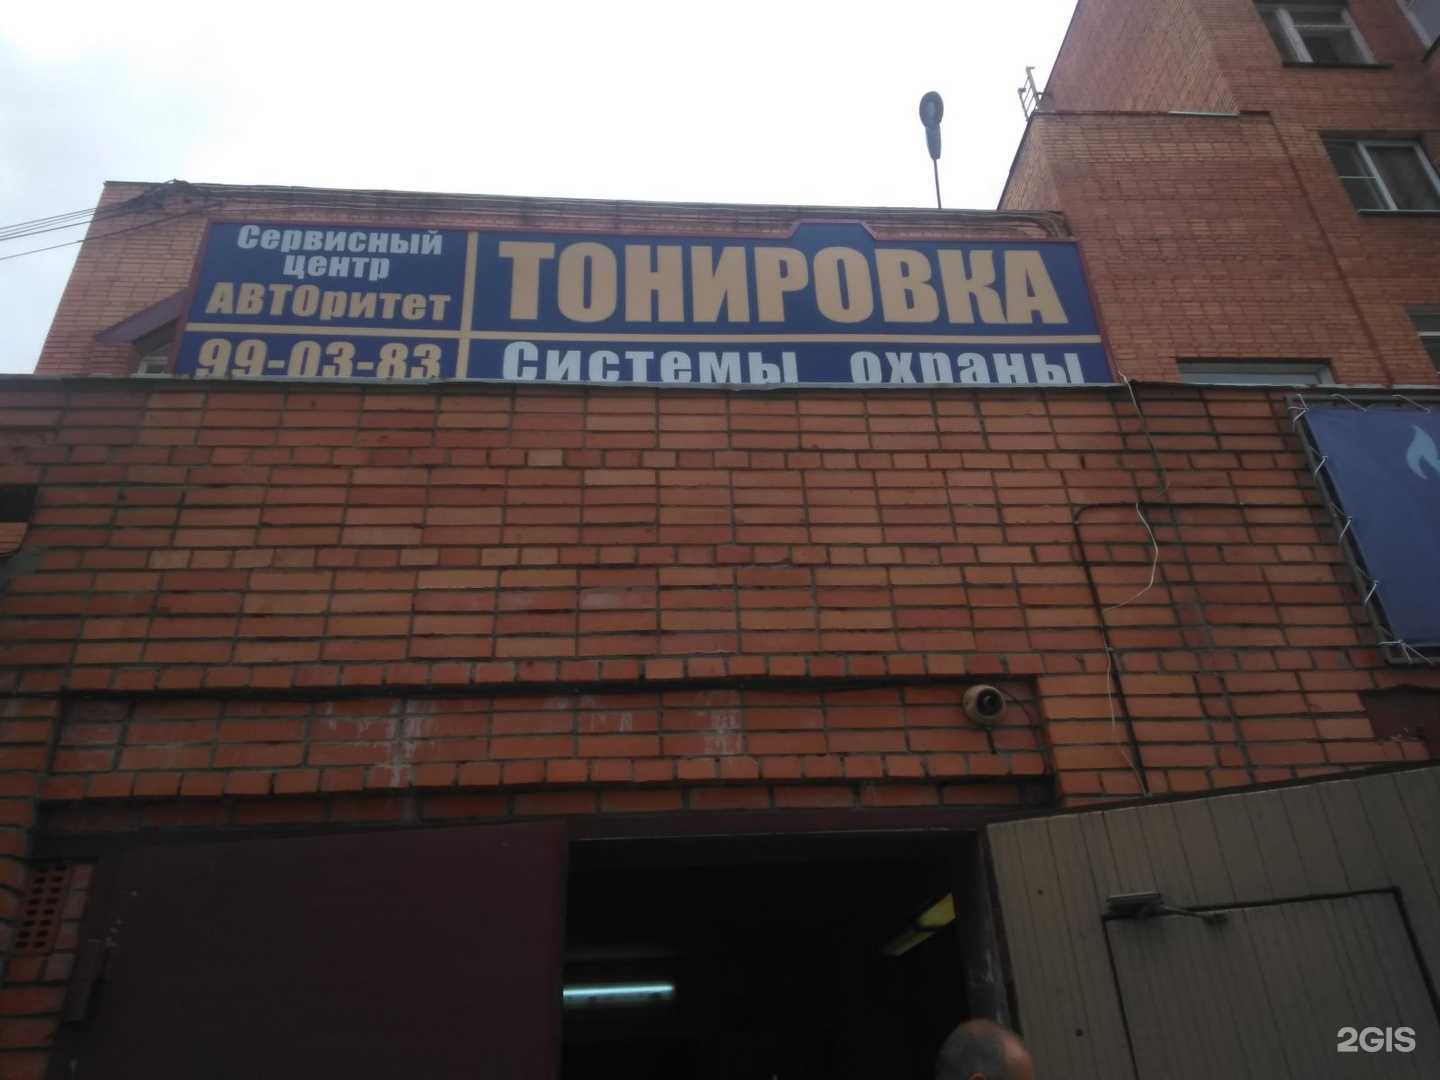 Сервисный
центр
АВТОритет
99-03-83
ТОНИРОВКА
Системы охраны
2GIS